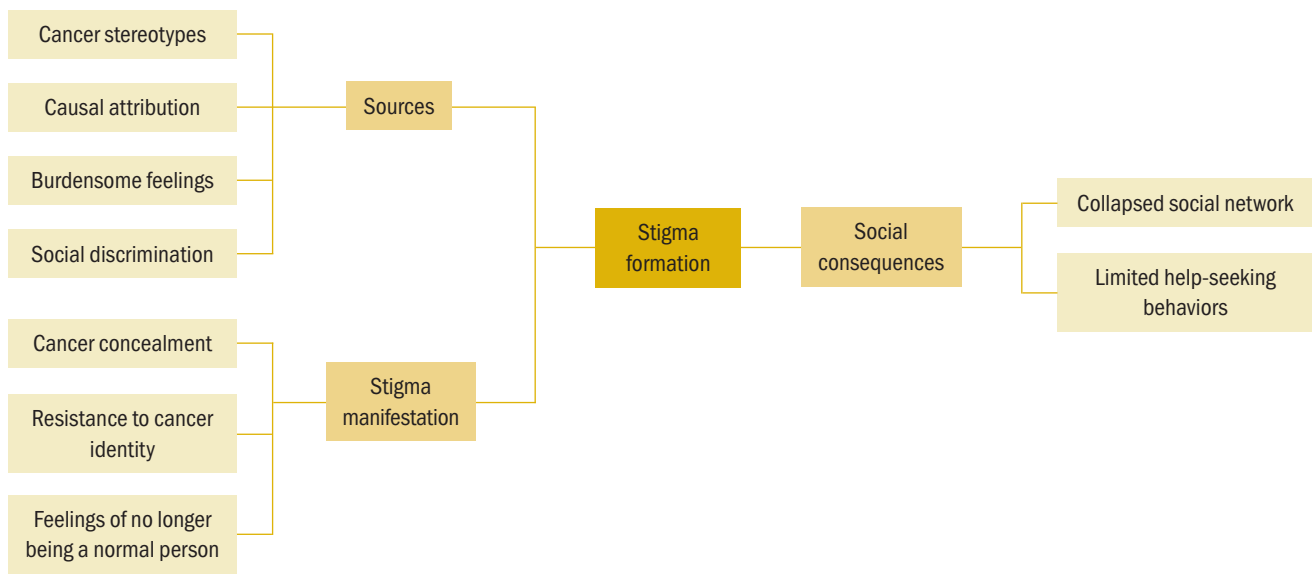 Cancer stereotypes
Causal attribution
Burdensome feelings
Social discrimination
Sources
Cancer concealment
Resistance to cancer
identity
Feelings of no longer
being a normal person
Stigma
manifestation
Stigma
formation
Social
consequences
Collapsed social network
Limited help-seeking
behaviors